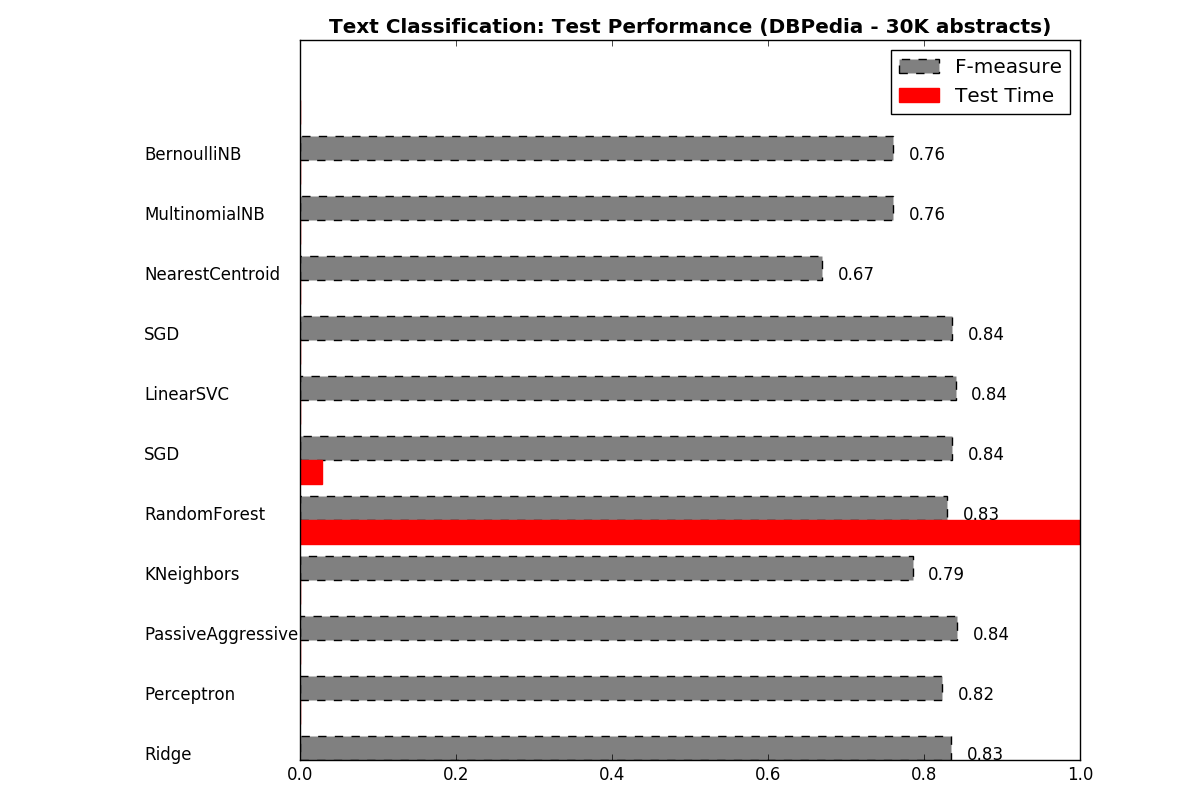 Text Classification: Test Performance (DBPedia - 30K abstracts)
F-measure
Test Time
BernoulliNB 0.76
MultinomialNB 0.76
NearestCentroid 0.67
SGD 0.84
LinearSVC 0.84
SGD 0.84
RandomForest 0.83
KNeighbors 0.79
PassiveAggressive 0.84
Perceptron 0.82
Ridge 0.83
0.0 0.2 0.4 0.6 0.8 1.0